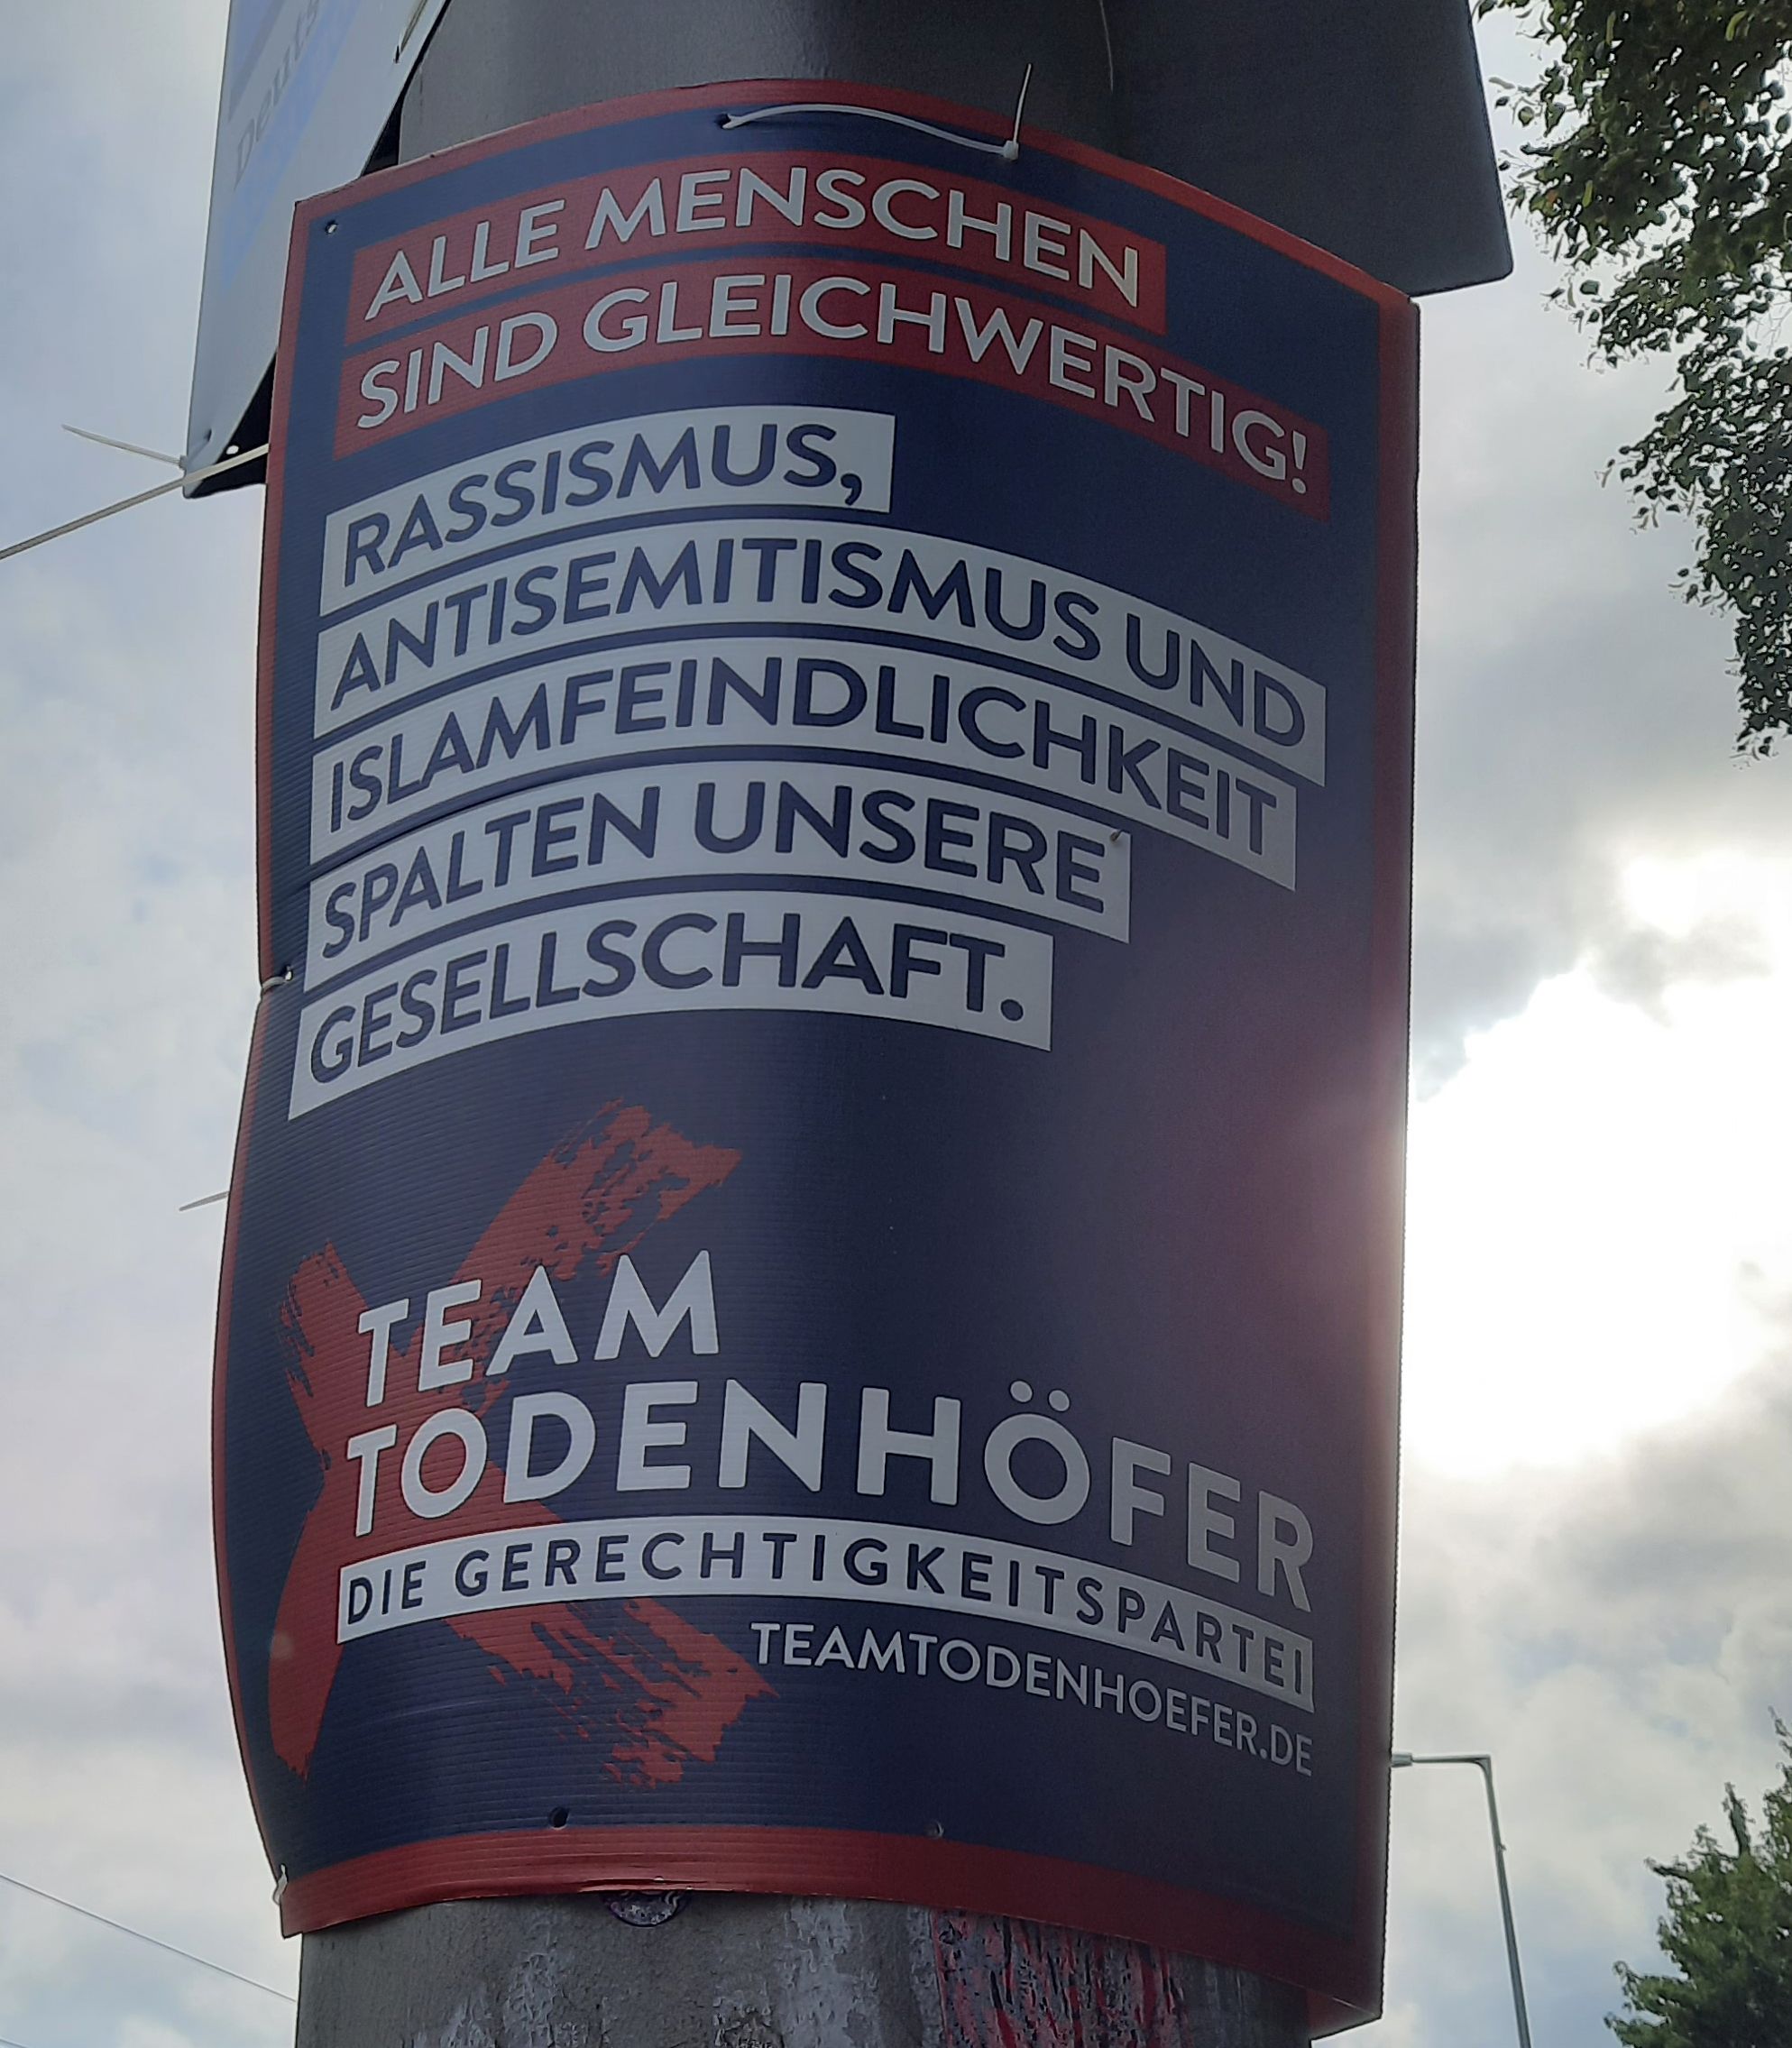 ALLE MENSCHEN
SIND GLEICHWERTIG!
RASSISMUS,
ANTISEMITISMUS UND
ISLAMFEINDLICHKEIT
SPALTEN UNSERE
GESELLSCHAFT.
TEAM
TODENHÖFER
DIE GERECHTIGKEITSPARTEI
TEAMTODENHOEFER.DE